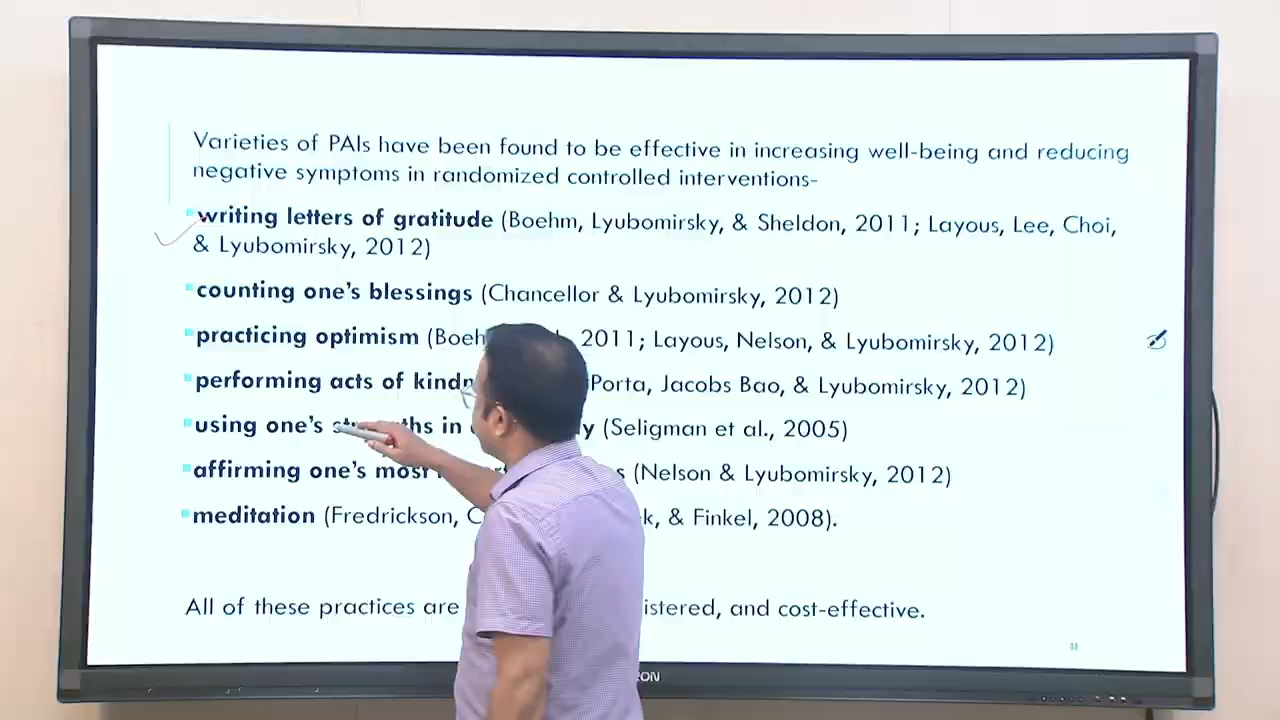 Varieties of PAIs have been found to be effective in increasing well-being and reducing
negative symptoms in randomized controlled interventions-
writing letters of gratitude (Boehm, Lyubomirsky, & Sheldon, 2011; Layous, Lee, Choi,
& Lyubomirsky, 2012)
counting one's blessings (Chancellor & Lyubomirsky, 2012)
practicing optimism 2011; Layous, Nelson, & Lyubomirsky, 2012)
performing acts of Porta, Jacobs Bao, & Lyubomirsky, 2012)
using one's in (Seligman et al., 2005)
affirming one's most (Nelson & Lyubomirsky, 2012)
meditation (Fredrickson, & Finkel, 2008).
All of these practices are and cost-effective.